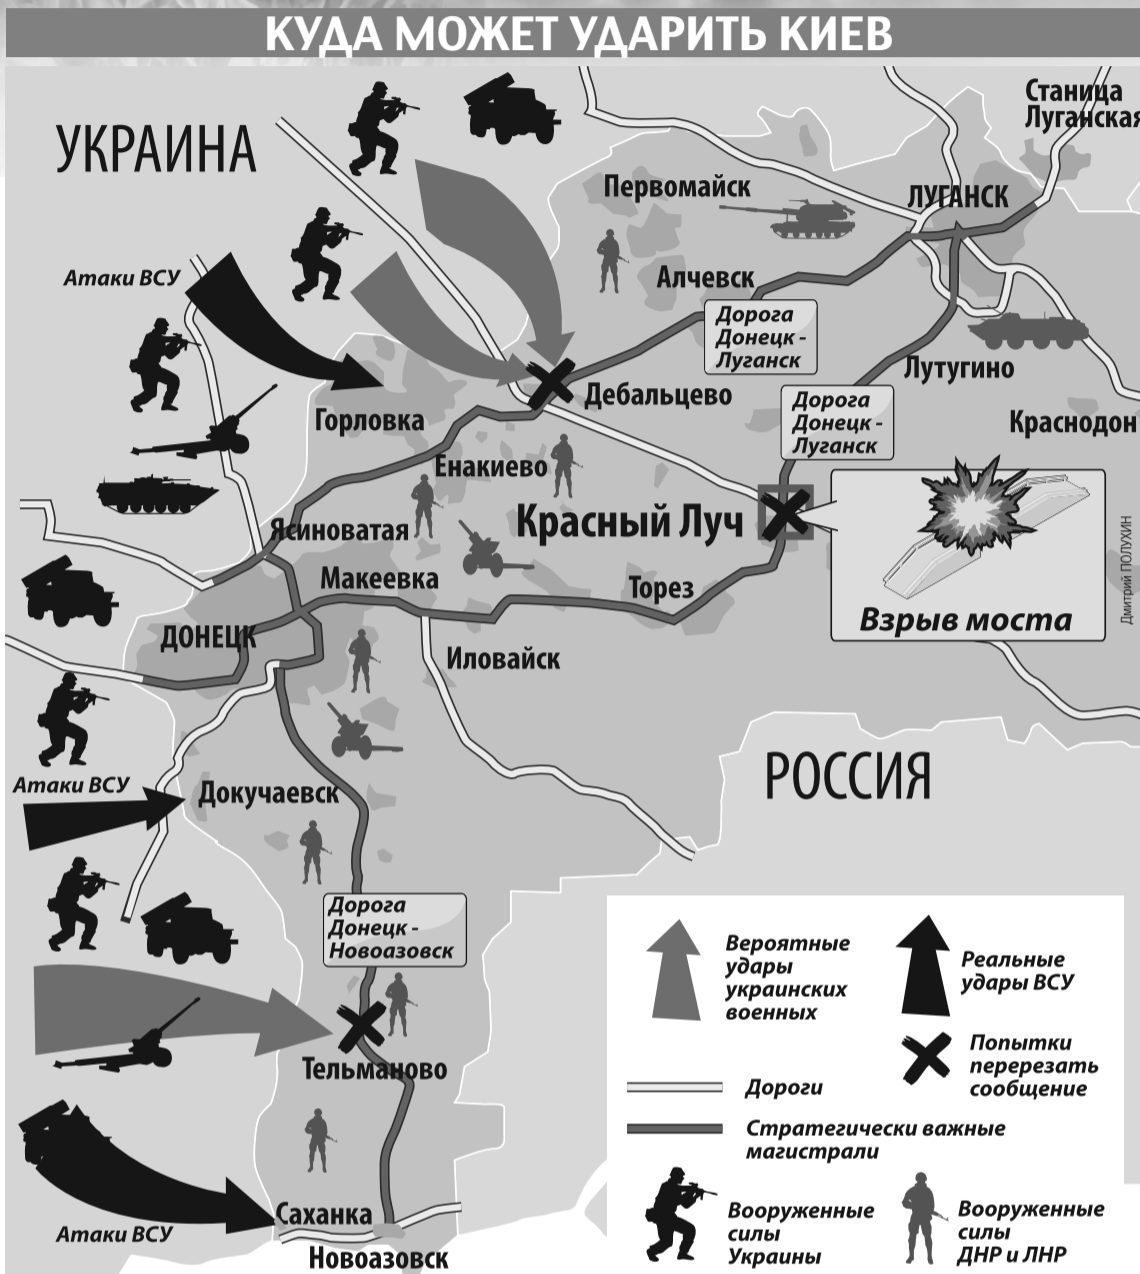 КУДА МОЖЕТ УДАРИТЬ КИЕВ
УКРАИНА
Станица
Луганская
Первомайск
ЛУГАНСК
Атаки ВСУ
Алчевск
Дорога
Донецк -
Луганск
Лутугино
Дебальцево
Дорога
Донецк -
Луганск
Краснодон
Горловка
Енакиево
Красный Луч
Ясиноватая
Макеевка
Торез
Взрыв моста
Дмитрий ПОЛУХИН
ДОНЕЦК
Иловайск
РОССИЯ
Атаки ВСУ
Докучаевск
Дорога
Донецк -
Новоазовск
Тельманово
Саханка
Атаки ВСУ
Новоазовск
Вероятные
удары
украинских
военных
Реальные
удары ВСУ
Попытки
перерезать
сообщение
Дороги
Стратегически важные
магистрали
Вооруженные
силы
Украины
Вооруженные
силы
ДНР и ЛНР